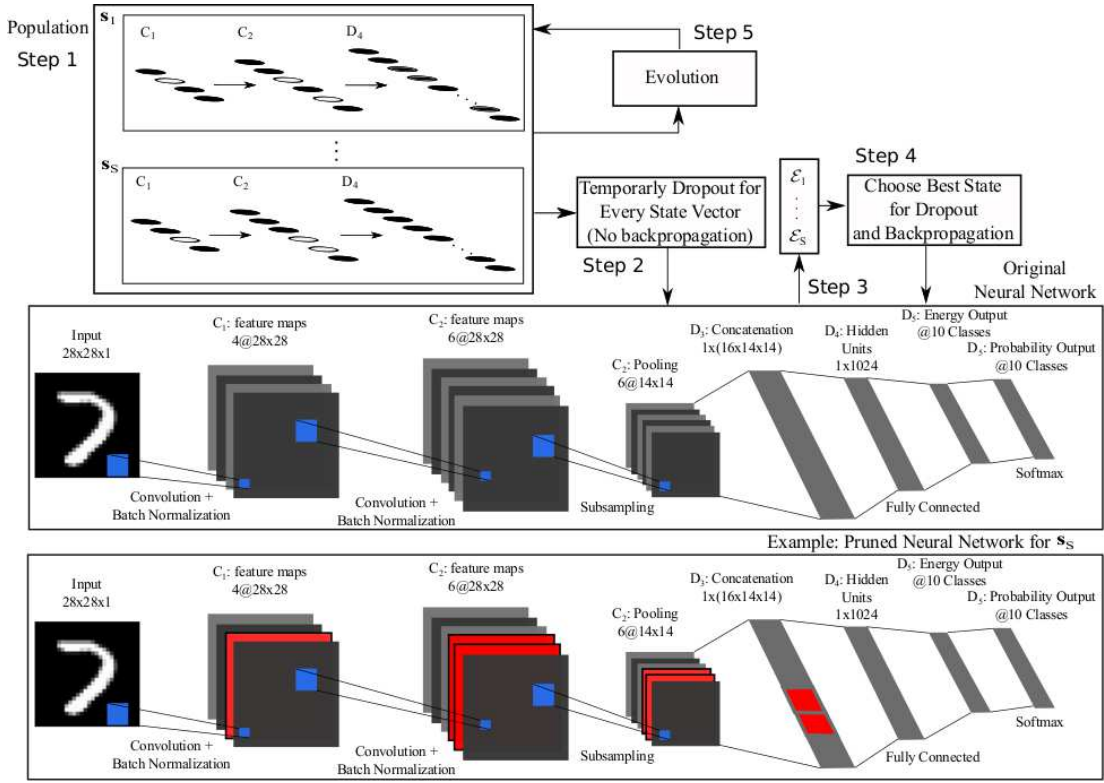 Population
Step 1
s1
C1
C2
D4
sS
C1
C2
D4
Step 5
Evolution
Temporarly Dropout for
Every State Vector
(No backpropagation)
Step 2
ℰ1
ℰS
Step 3
Step 4
Choose Best State
for Dropout
and Backpropagation
Original
Neural Network
Input
28x28x1
C1: feature maps
4@28x28
C2: feature maps
6@28x28
C2: Pooling
6@14x14
D3: Concatenation
1x(16x14x14)
D4: Hidden
Units
1x1024
D5: Energy Output
@10 Classes
D5: Probability Output
@10 Classes
Convolution +
Batch Normalization
Convolution +
Batch Normalization
Subsampling
Fully Connected
Softmax
Example: Pruned Neural Network for sS
Input
28x28x1
C1: feature maps
4@28x28
C2: feature maps
6@28x28
C2: Pooling
6@14x14
D3: Concatenation
1x(16x14x14)
D4: Hidden
Units
1x1024
D5: Energy Output
@10 Classes
D5: Probability Output
@10 Classes
Convolution +
Batch Normalization
Convolution +
Batch Normalization
Subsampling
Fully Connected
Softmax